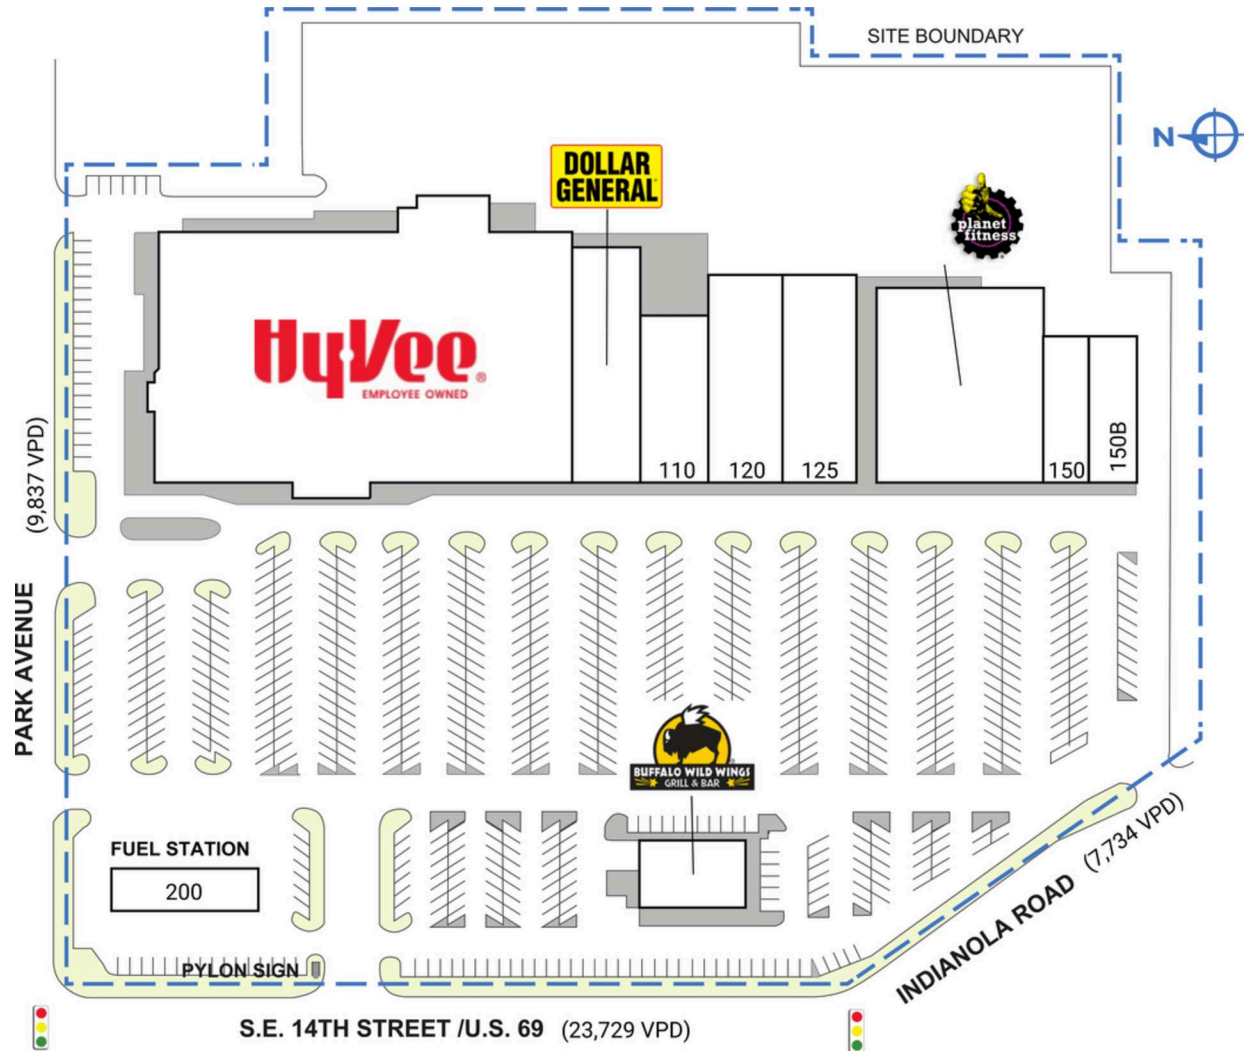 SITE BOUNDARY
N
DOLLAR
GENERAL
planet
fitness
HyVee
EMPLOYEE OWNED
110
120
125
150
150B
(9,837 VPD)
PARK AVENUE
BUFFALO WILD WINGS
GRILL & BAR
FUEL STATION
200
PYLON SIGN
INDIANOLA ROAD (7,734 VPD)
S.E. 14TH STREET /U.S. 69 (23,729 VPD)